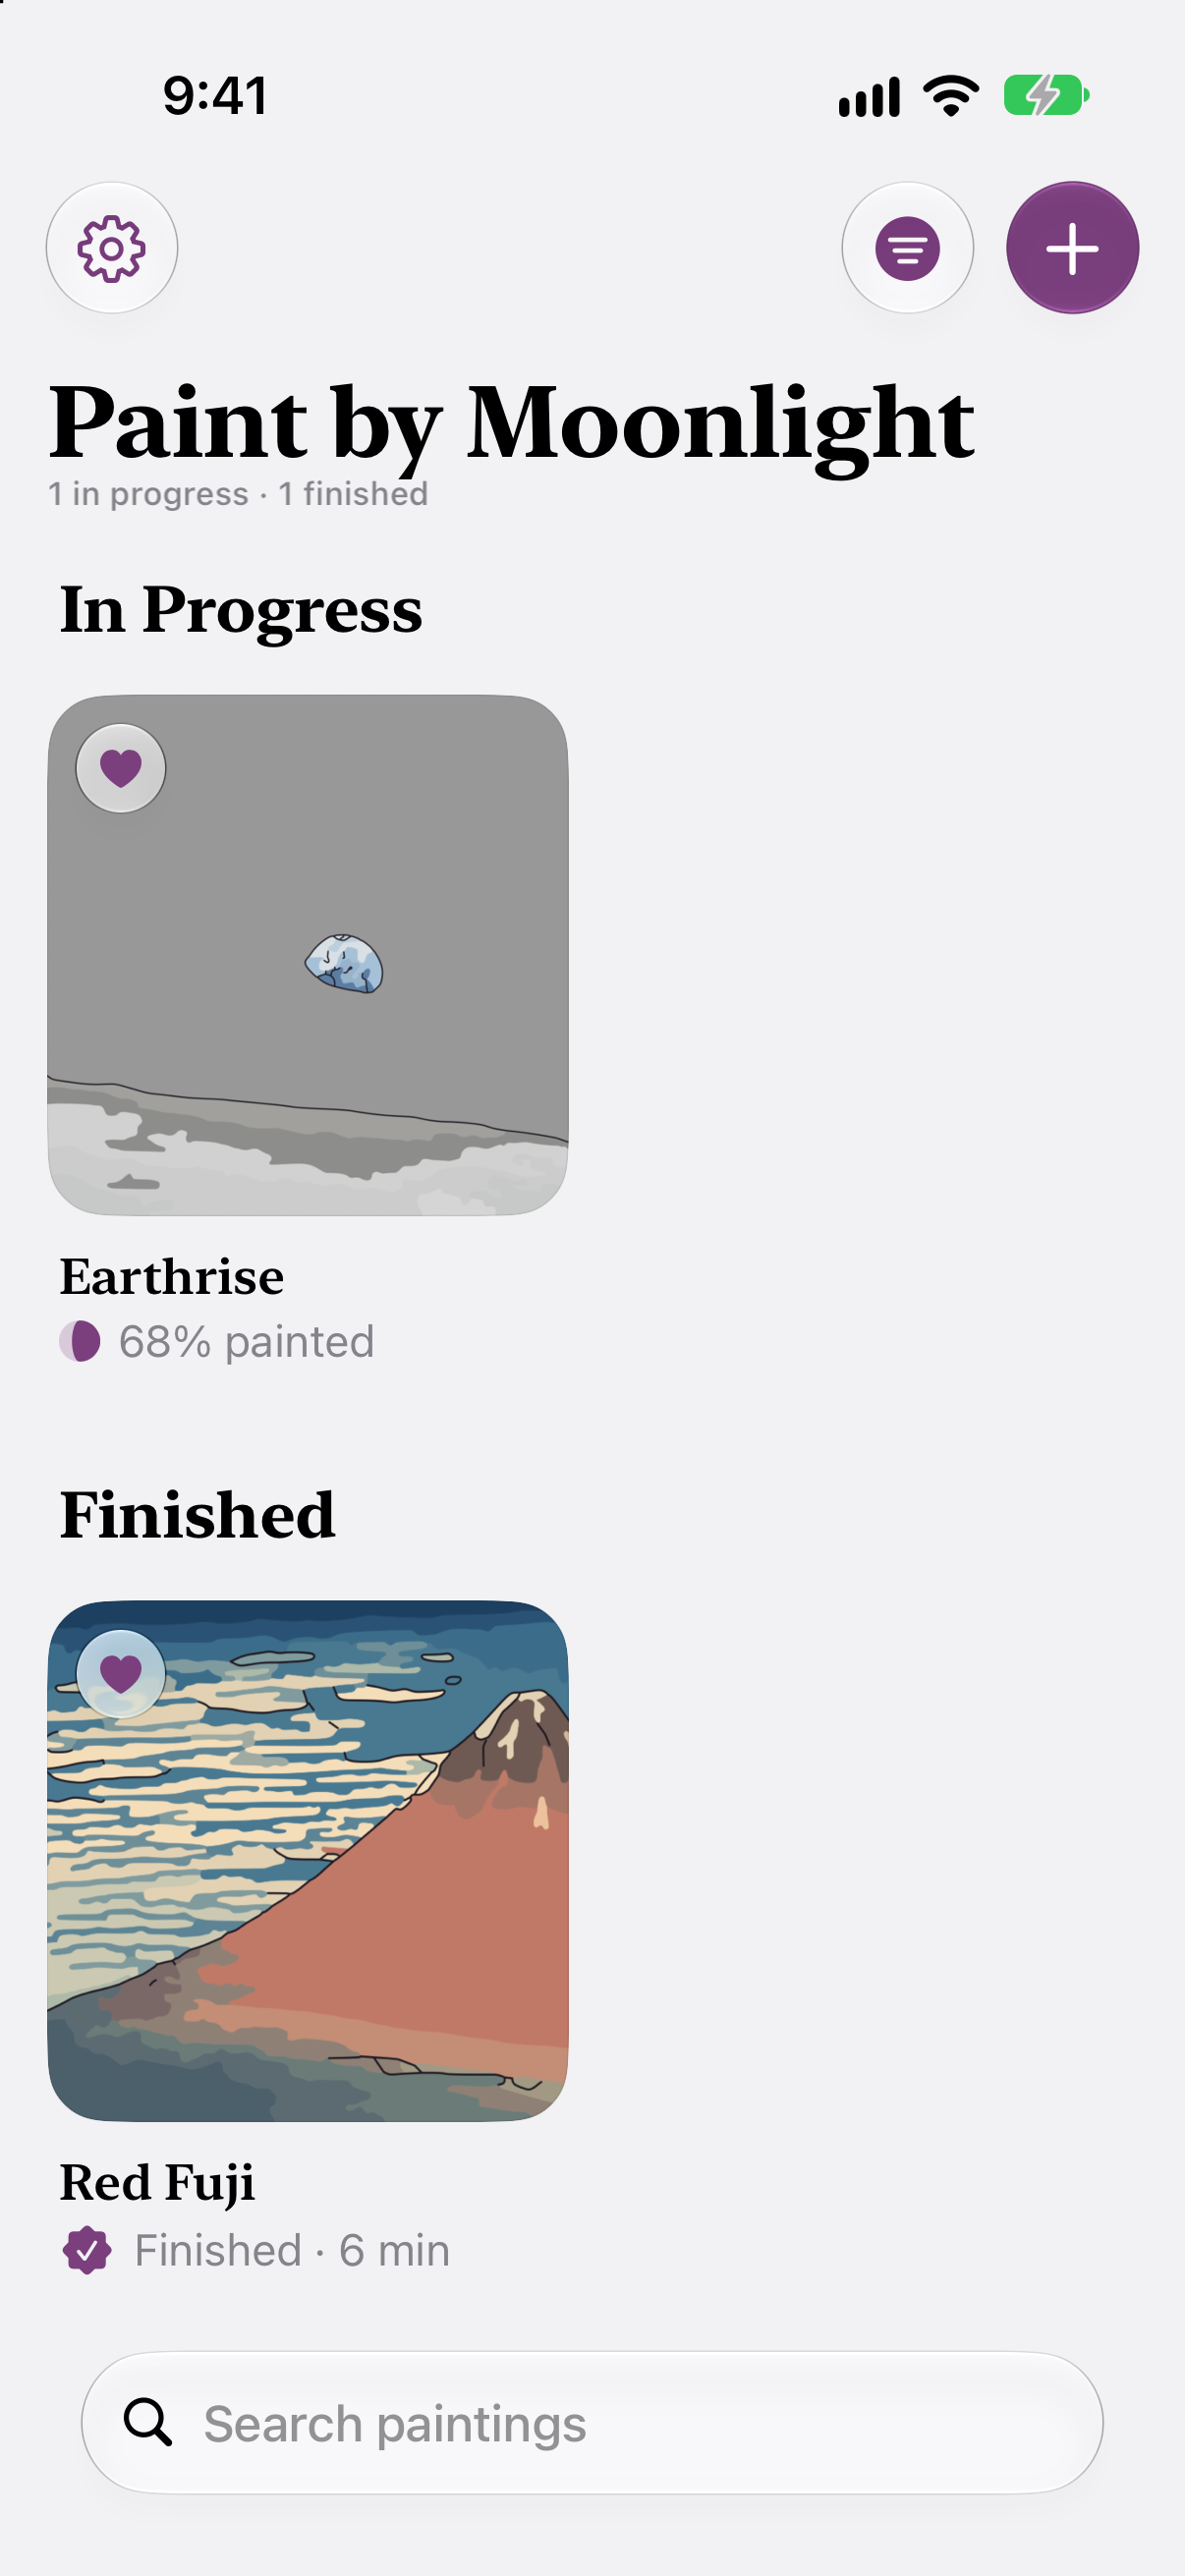 9:41
Paint by Moonlight
1 in progress · 1 finished
In Progress
Earthrise
68% painted
Finished
Red Fuji
Finished · 6 min
Search paintings